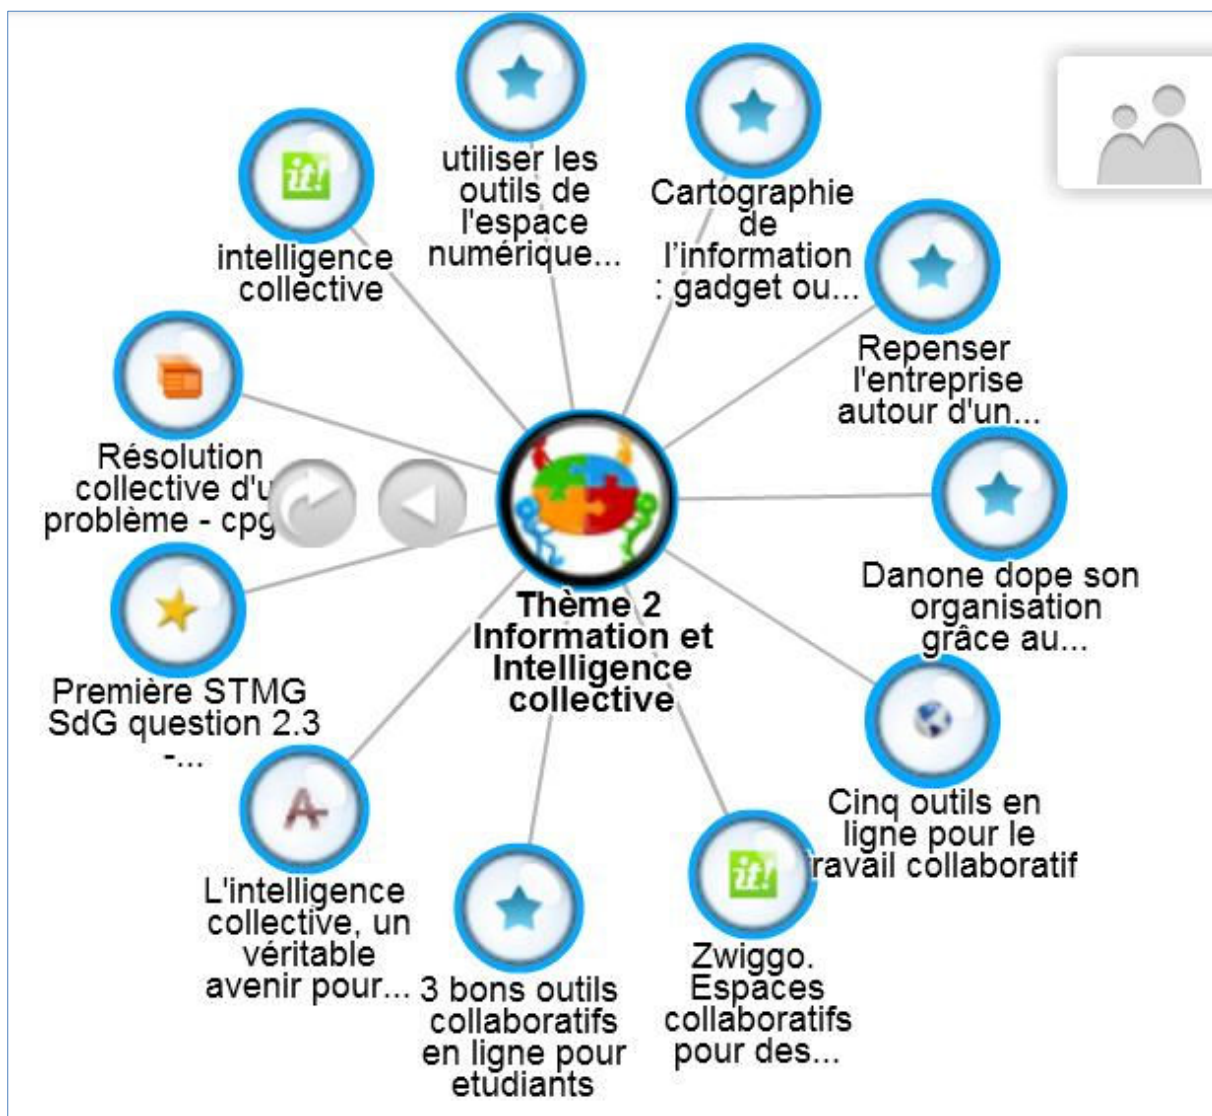 utiliser les
outils de
l'espace
numérique...
Cartographie
de
l’information
: gadget ou...
it!
intelligence
collective
Repenser
l'entreprise
autour d'un...
Résolution
collective d'u
problème - cpg
Danone dope son
organisation
grâce au...
Thème 2
Information et
Intelligence
collective
Première STMG
SdG question 2.3
-...
Cinq outils en
ligne pour le
ravail collaboratif
A
L'intelligence
collective, un
véritable
avenir pour...
3 bons outils
collaboratifs
en ligne pour
etudiants
it!
Zwiggo.
Espaces
collaboratifs
pour des...